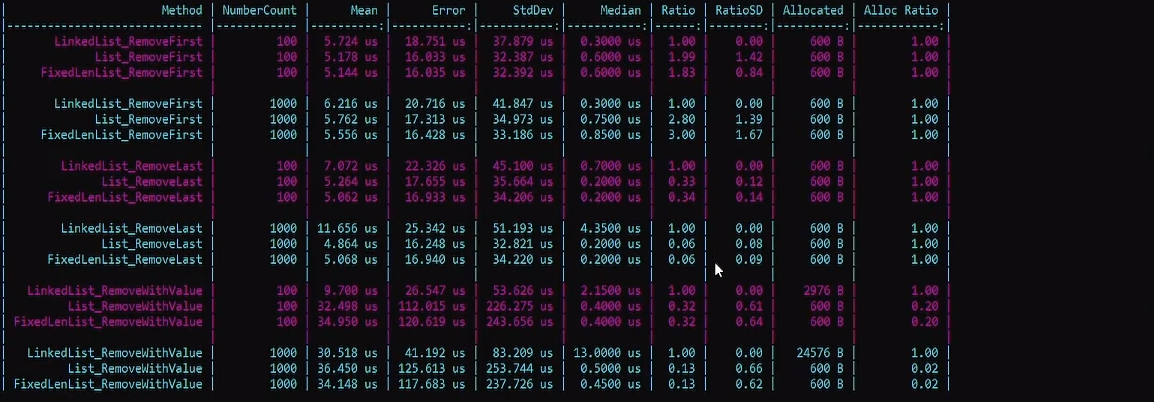 | Method | NumberCount | Mean | Error | StdDev | Median | Ratio | RatioSD | Allocated | Alloc Ratio |
|---|---:|---:|---:|---:|---:|---:|---:|---:|---:|
| LinkedList_RemoveFirst | 100 | 5.724 us | 18.751 us | 37.879 us | 0.3000 us | 1.00 | 0.00 | 600 B | 1.00 |
| List_RemoveFirst | 100 | 5.178 us | 16.033 us | 32.387 us | 0.6000 us | 1.99 | 1.42 | 600 B | 1.00 |
| FixedLenList_RemoveFirst | 100 | 5.144 us | 16.035 us | 32.392 us | 0.6000 us | 1.83 | 0.84 | 600 B | 1.00 |
| LinkedList_RemoveFirst | 1000 | 6.216 us | 20.716 us | 41.847 us | 0.3000 us | 1.00 | 0.00 | 600 B | 1.00 |
| List_RemoveFirst | 1000 | 5.762 us | 17.313 us | 34.973 us | 0.7500 us | 2.80 | 1.39 | 600 B | 1.00 |
| FixedLenList_RemoveFirst | 1000 | 5.556 us | 16.428 us | 33.186 us | 0.8500 us | 3.00 | 1.67 | 600 B | 1.00 |
| LinkedList_RemoveLast | 100 | 7.072 us | 22.326 us | 45.100 us | 0.7000 us | 1.00 | 0.00 | 600 B | 1.00 |
| List_RemoveLast | 100 | 5.264 us | 17.655 us | 35.664 us | 0.2000 us | 0.33 | 0.12 | 600 B | 1.00 |
| FixedLenList_RemoveLast | 100 | 5.062 us | 16.933 us | 34.206 us | 0.2000 us | 0.34 | 0.14 | 600 B | 1.00 |
| LinkedList_RemoveLast | 1000 | 11.656 us | 25.342 us | 51.193 us | 4.3500 us | 1.00 | 0.00 | 600 B | 1.00 |
| List_RemoveLast | 1000 | 4.864 us | 16.248 us | 32.821 us | 0.2000 us | 0.06 | 0.08 | 600 B | 1.00 |
| FixedLenList_RemoveLast | 1000 | 5.068 us | 16.940 us | 34.220 us | 0.2000 us | 0.06 | 0.09 | 600 B | 1.00 |
| LinkedList_RemoveWithValue | 100 | 9.700 us | 26.547 us | 53.626 us | 2.1500 us | 1.00 | 0.00 | 2976 B | 1.00 |
| List_RemoveWithValue | 100 | 32.498 us | 112.015 us | 226.275 us | 0.4000 us | 0.32 | 0.61 | 600 B | 0.20 |
| FixedLenList_RemoveWithValue | 100 | 34.950 us | 120.619 us | 243.656 us | 0.4000 us | 0.32 | 0.64 | 600 B | 0.20 |
| LinkedList_RemoveWithValue | 1000 | 30.518 us | 41.192 us | 83.209 us | 13.0000 us | 1.00 | 0.00 | 24576 B | 1.00 |
| List_RemoveWithValue | 1000 | 36.450 us | 125.613 us | 253.744 us | 0.5000 us | 0.13 | 0.66 | 600 B | 0.02 |
| FixedLenList_RemoveWithValue | 1000 | 34.148 us | 117.683 us | 237.726 us | 0.4500 us | 0.13 | 0.62 | 600 B | 0.02 |